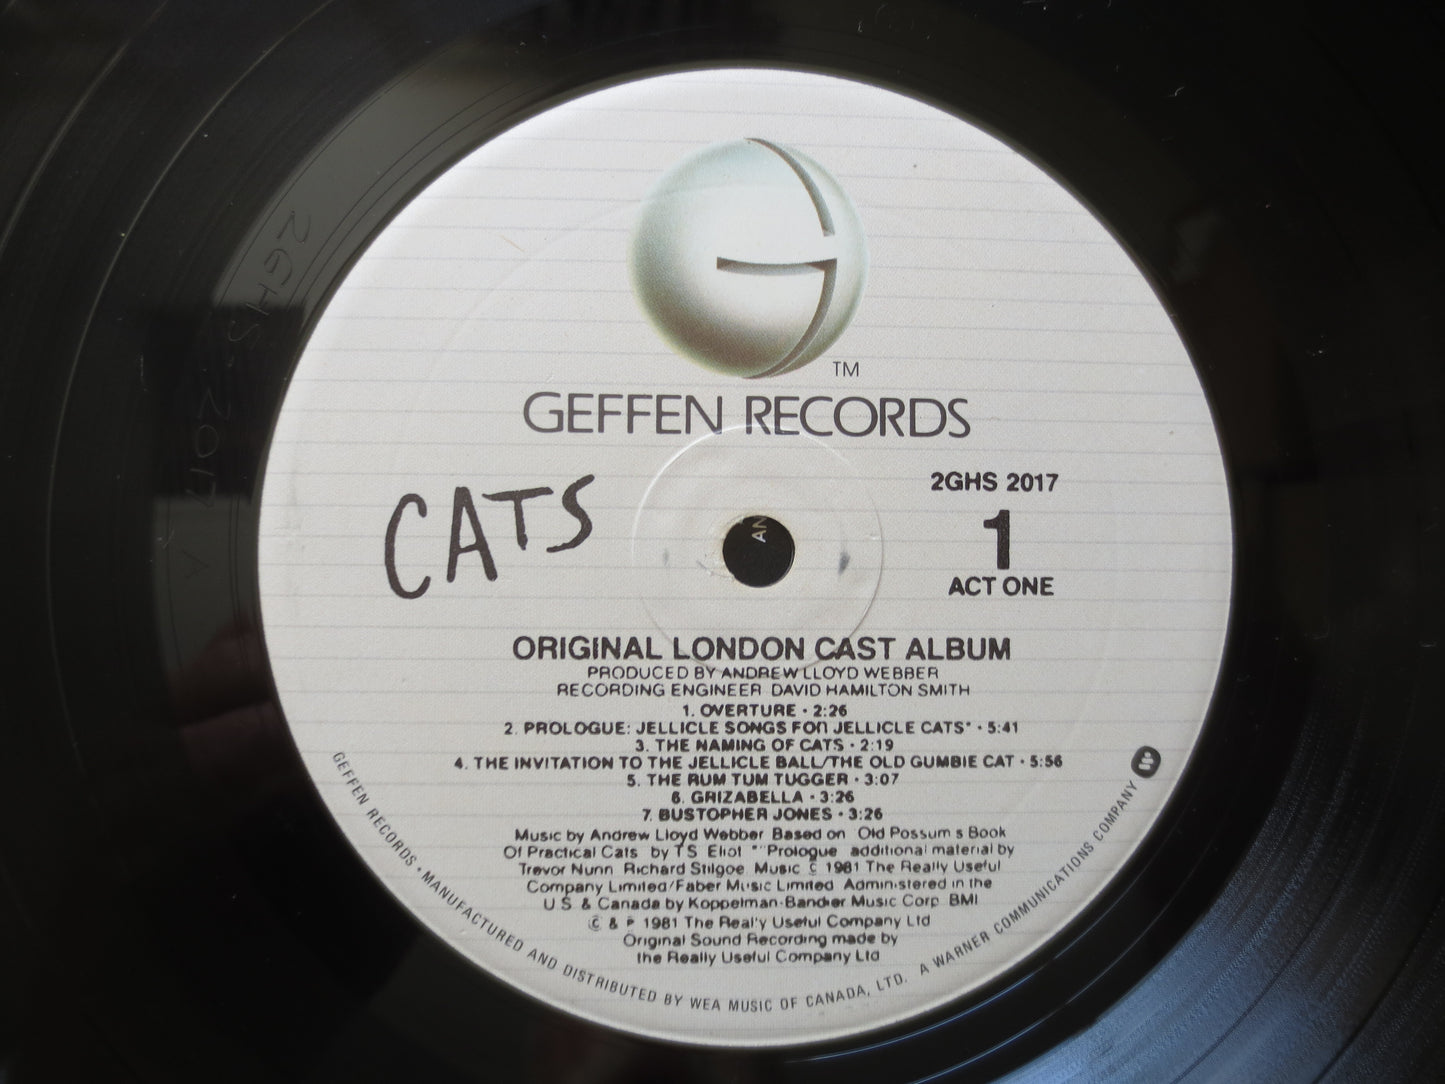 TM
GEFFEN RECORDS
CATS
2GHS 2017
1
ACT ONE
AN
ORIGINAL LONDON CAST ALBUM
PRODUCED BY ANDREW LLOYD WEBBER
RECORDING ENGINEER DAVID HAMILTON SMITH
1. OVERTURE • 2:26
2. PROLOGUE: JELLICLE SONGS FOR JELLICLE CATS* • 5:41
3. THE NAMING OF CATS • 2:19
4. THE INVITATION TO THE JELLICLE BALL/THE OLD GUMBIE CAT • 5:56
5. THE RUM TUM TUGGER • 3:07
6. GRIZABELLA • 3:26
7. BUSTOPHER JONES • 3:26
Music by Andrew Lloyd Webber Based on Old Possum s Book
Of Practical Cats by T S Eliot *"Prologue additional material by
Trevor Nunn Richard Stilgoe Music © 1981 The Really Useful
Company Limited/Faber Music Limited Administered in the
U S & Canada by Koppelman-Bandier Music Corp BMI
© & ℗ 1981 The Really Useful Company Ltd
Original Sound Recording made by
the Really Useful Company Ltd
GEFFEN RECORDS • MANUFACTURED AND DISTRIBUTED BY WEA MUSIC OF CANADA, LTD. A WARNER COMMUNICATIONS COMPANY
2GHS-2017 A